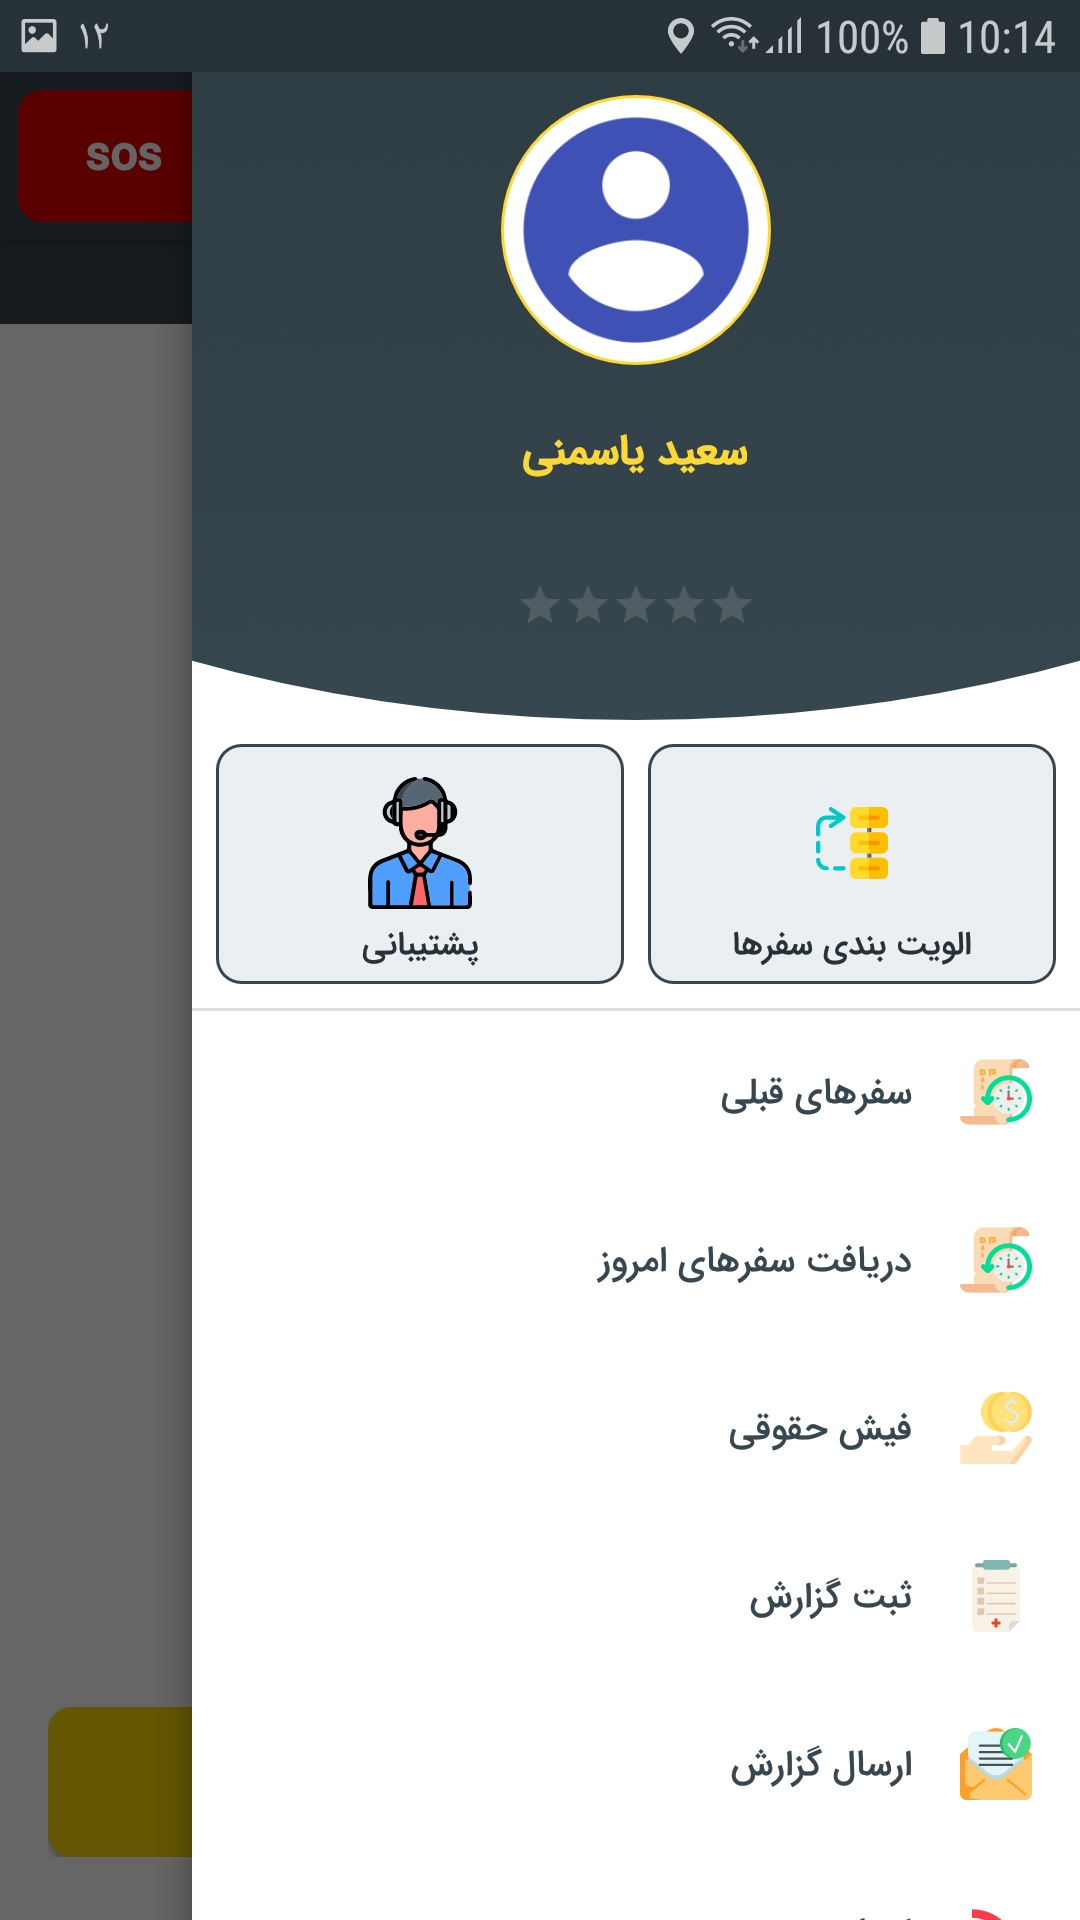 ۱۲ 100% 10:14
sos
سعید یاسمنی
الویت بندی سفرها
پشتیبانی
سفرهای قبلی
دریافت سفرهای امروز
فیش حقوقی
ثبت گزارش
ارسال گزارش